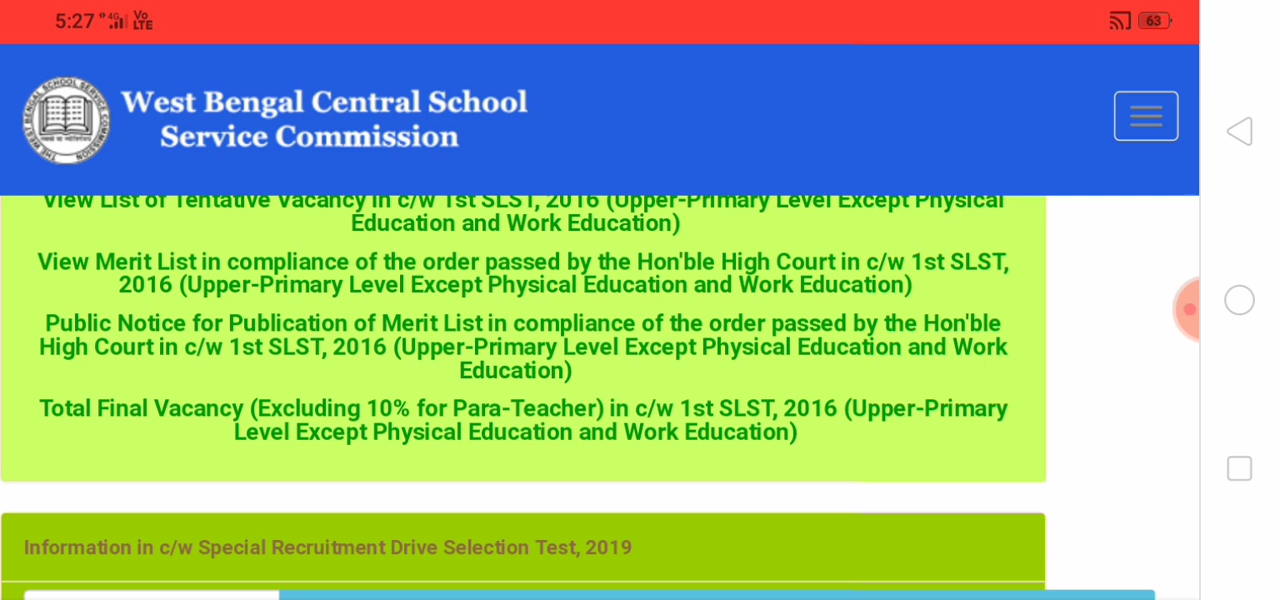 5:27 4G Vo LTE 63
West Bengal Central School
Service Commission
View List of Tentative Vacancy in c/w 1st SLST, 2016 (Upper-Primary Level Except Physical
Education and Work Education)
View Merit List in compliance of the order passed by the Hon'ble High Court in c/w 1st SLST,
2016 (Upper-Primary Level Except Physical Education and Work Education)
Public Notice for Publication of Merit List in compliance of the order passed by the Hon'ble
High Court in c/w 1st SLST, 2016 (Upper-Primary Level Except Physical Education and Work
Education)
Total Final Vacancy (Excluding 10% for Para-Teacher) in c/w 1st SLST, 2016 (Upper-Primary
Level Except Physical Education and Work Education)
Information in c/w Special Recruitment Drive Selection Test, 2019